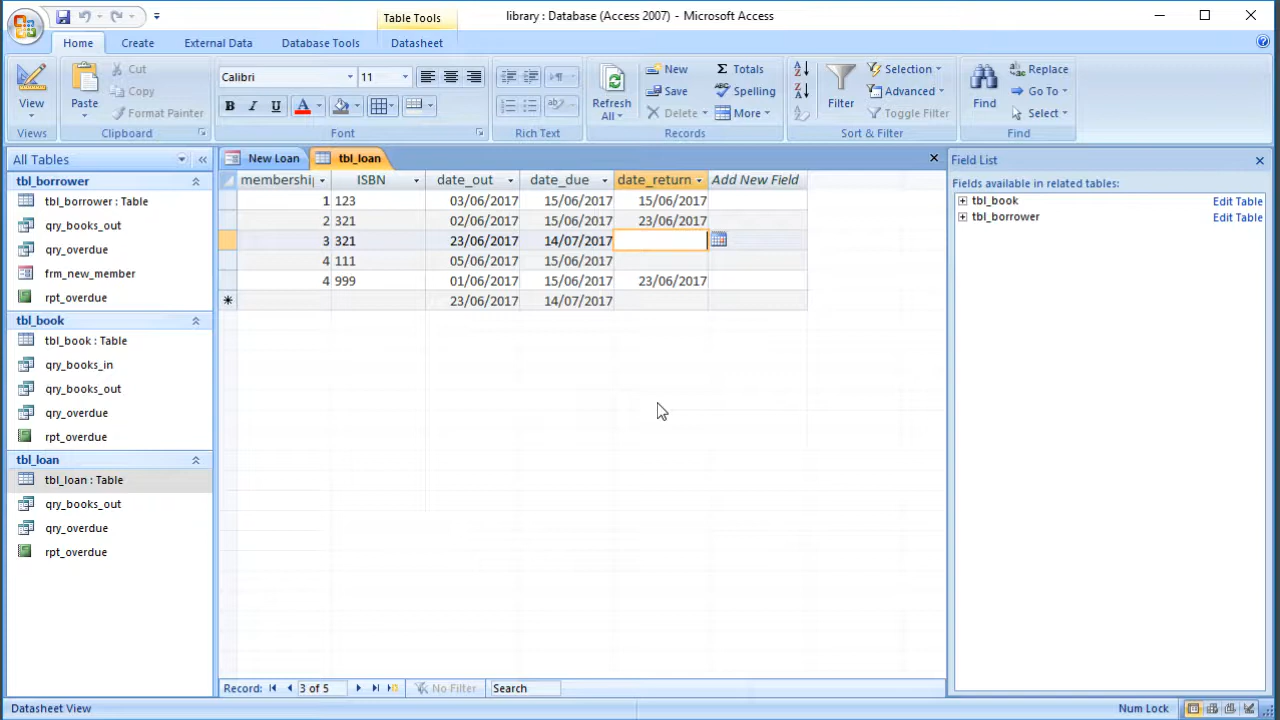 Table Tools
library : Database (Access 2007) - Microsoft Access
Home Create External Data Database Tools Datasheet
View
Views
Paste
Cut
Copy
Format Painter
Clipboard
Calibri 11
B I U A
Font
Rich Text
Refresh
All
New
Save
Delete
Totals
Spelling
More
Records
Filter
Selection
Advanced
Toggle Filter
Sort & Filter
Find
Replace
Go To
Select
Find
All Tables
tbl_borrower
tbl_borrower : Table
qry_books_out
qry_overdue
frm_new_member
rpt_overdue
tbl_book
tbl_book : Table
qry_books_in
qry_books_out
qry_overdue
rpt_overdue
tbl_loan
tbl_loan : Table
qry_books_out
qry_overdue
rpt_overdue
New Loan tbl_loan
membership ISBN date_out date_due date_return Add New Field
1 123 03/06/2017 15/06/2017 15/06/2017
2 321 02/06/2017 15/06/2017 23/06/2017
3 321 23/06/2017 14/07/2017
4 111 05/06/2017 15/06/2017
4 999 01/06/2017 15/06/2017 23/06/2017
23/06/2017 14/07/2017
Record: 3 of 5 No Filter Search
Field List
Fields available in related tables:
tbl_book Edit Table
tbl_borrower Edit Table
Datasheet View
Num Lock